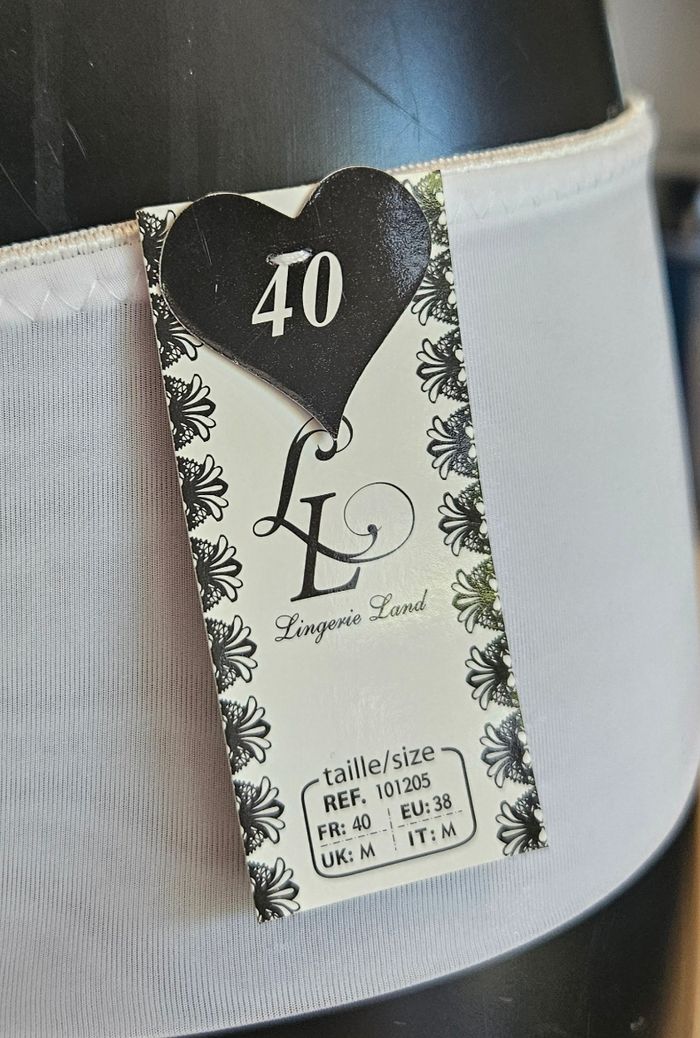 40
LL
Lingerie Land
taille/size
REF. 101205
FR: 40 EU: 38
UK: M IT: M